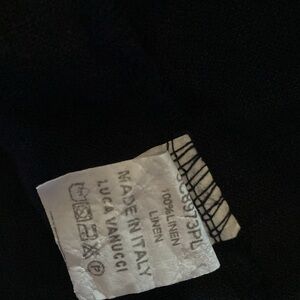 100%LINEN
LINEN
MADE IN ITALY
LUCA VANUCCI
P